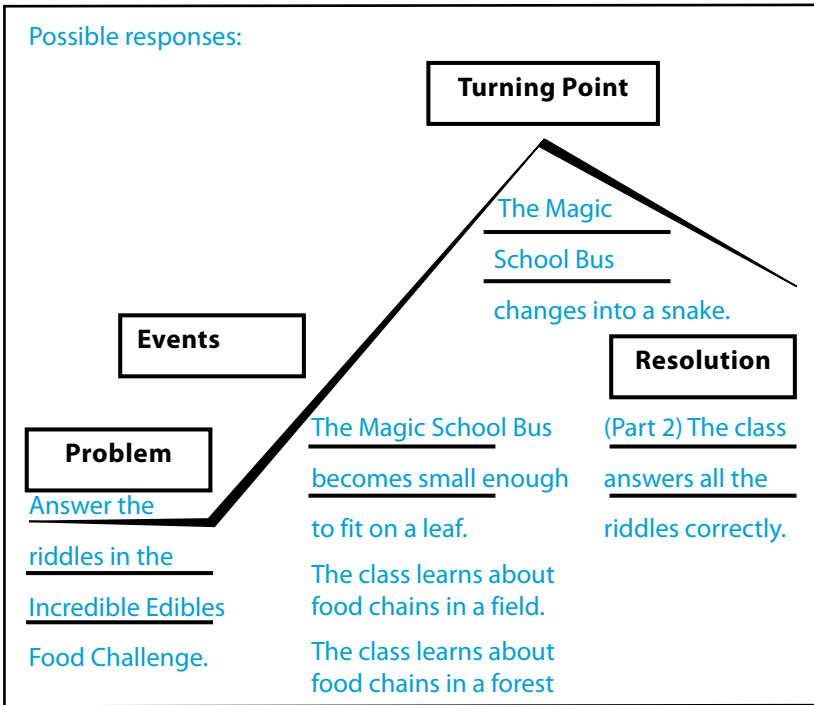 Possible responses:
Turning Point
The Magic
School Bus
changes into a snake.
Events
Resolution
Problem
Answer the
riddles in the
Incredible Edibles
Food Challenge.
The Magic School Bus
becomes small enough
to fit on a leaf.
The class learns about
food chains in a field.
The class learns about
food chains in a forest
(Part 2) The class
answers all the
riddles correctly.